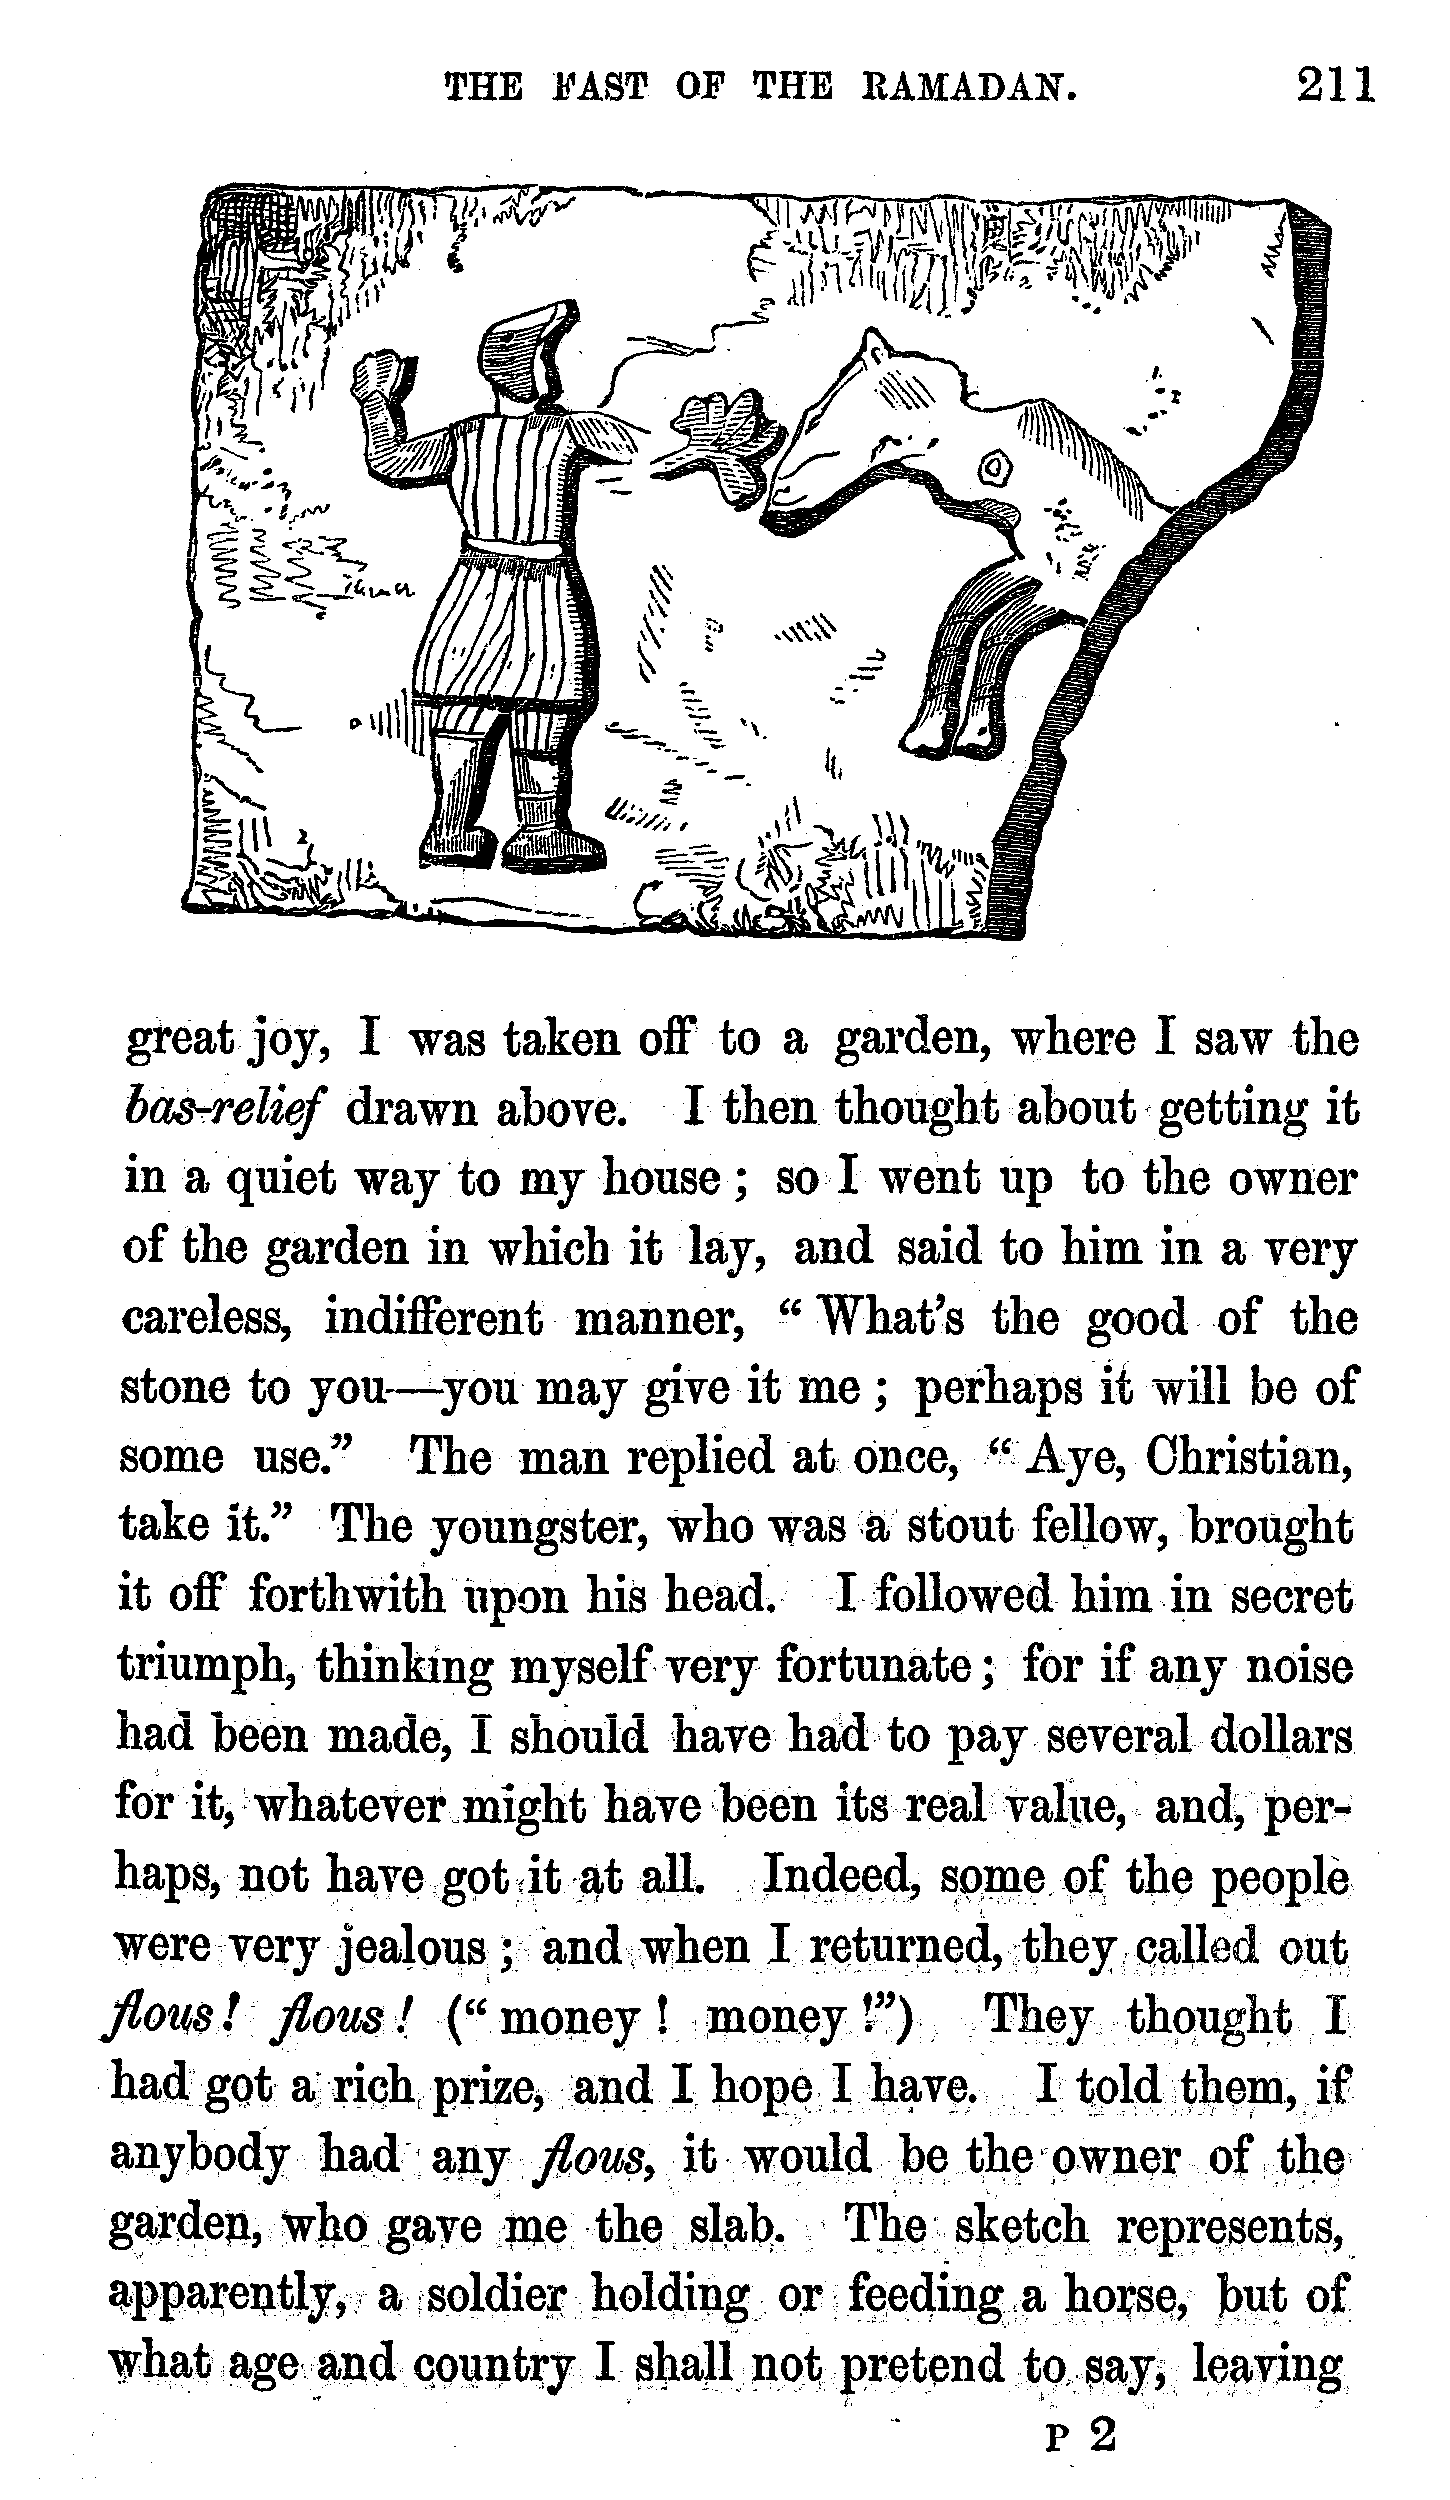 THE FAST OF THE RAMADAN. 211
great joy, I was taken off to a garden, where I saw the
bas-relief drawn above. I then thought about getting it
in a quiet way to my house; so I went up to the owner
of the garden in which it lay, and said to him in a very
careless, indifferent manner, “What's the good of the
stone to you—you may give it me; perhaps it will be of
some use.” The man replied at once, “Aye, Christian,
take it.” The youngster, who was a stout fellow, brought
it off forthwith upon his head. I followed him in secret
triumph, thinking myself very fortunate; for if any noise
had been made, I should have had to pay several dollars
for it, whatever might have been its real value, and, per-
haps, not have got it at all. Indeed, some of the people
were very jealous; and when I returned, they called out
flous! flous! (“money! money!”) They thought I
had got a rich prize, and I hope I have. I told them, if
anybody had any flous, it would be the owner of the
garden, who gave me the slab. The sketch represents,
apparently, a soldier holding or feeding a horse, but of
what age and country I shall not pretend to say, leaving
P 2